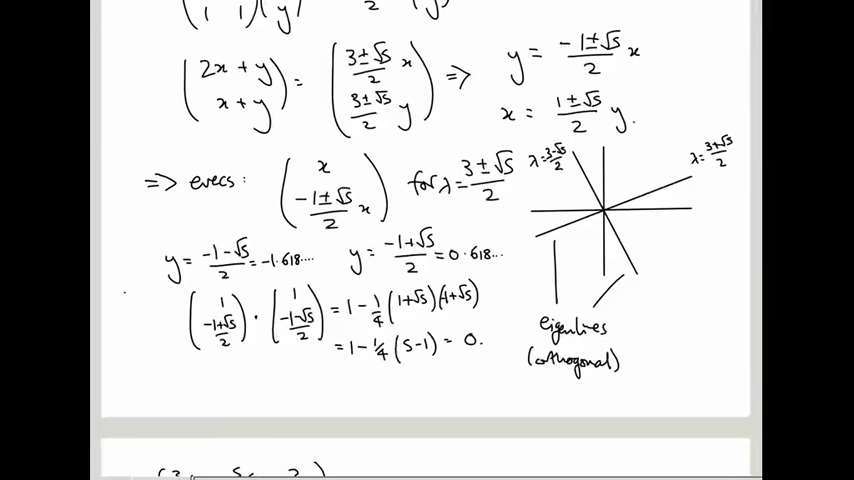 ( 1 1 ) ( y ) 2 ( y )
( 2x + y ) = ( 3±√5/2 x ) => y = -1±√5/2 x
( x + y ) ( 3±√5/2 y ) x = 1±√5/2 y.
=> evecs: ( x ) for λ = 3±√5/2 λ=3-√5/2 λ=3+√5/2
( -1±√5/2 x )
y = -1-√5/2 = -1.618.... y = -1+√5/2 = 0.618...
( 1 ) · ( 1 ) = 1 - 1/4 (1+√5)(-1+√5)
( -1+√5/2 ) ( -1-√5/2 )
= 1 - 1/4 (5-1) = 0.
eigenlines
(orthogonal)